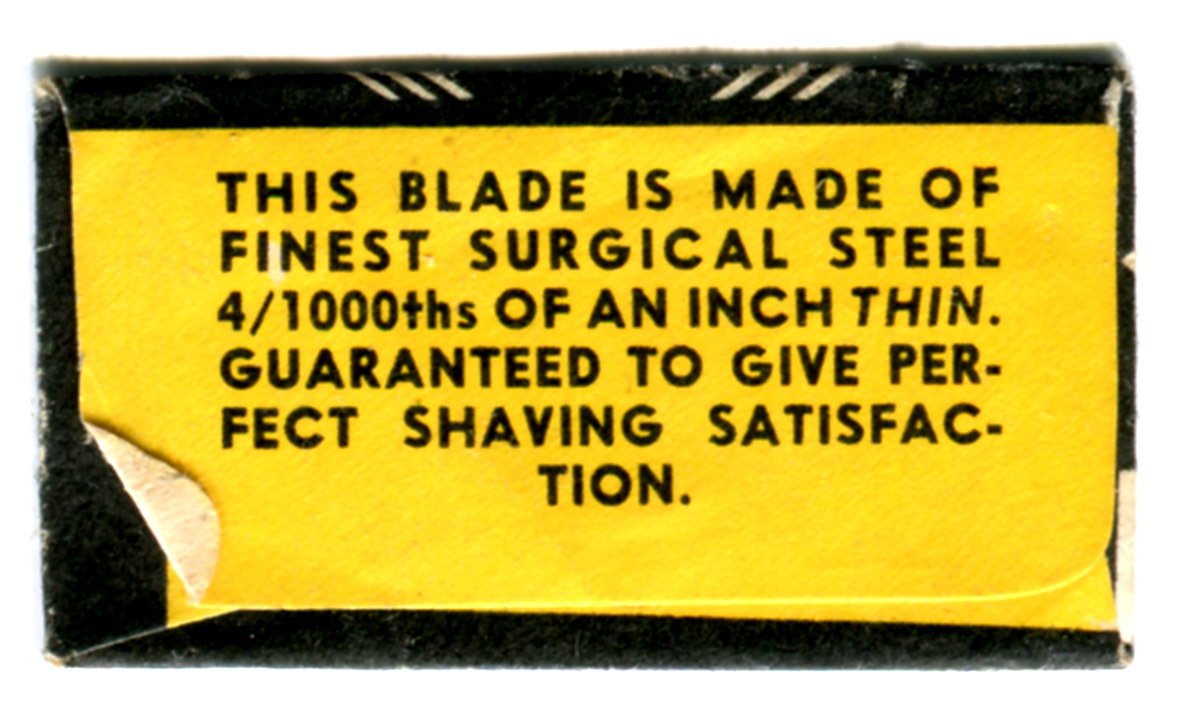 THIS BLADE IS MADE OF
FINEST SURGICAL STEEL
4/1000ths OF AN INCH THIN.
GUARANTEED TO GIVE PER-
FECT SHAVING SATISFAC-
TION.